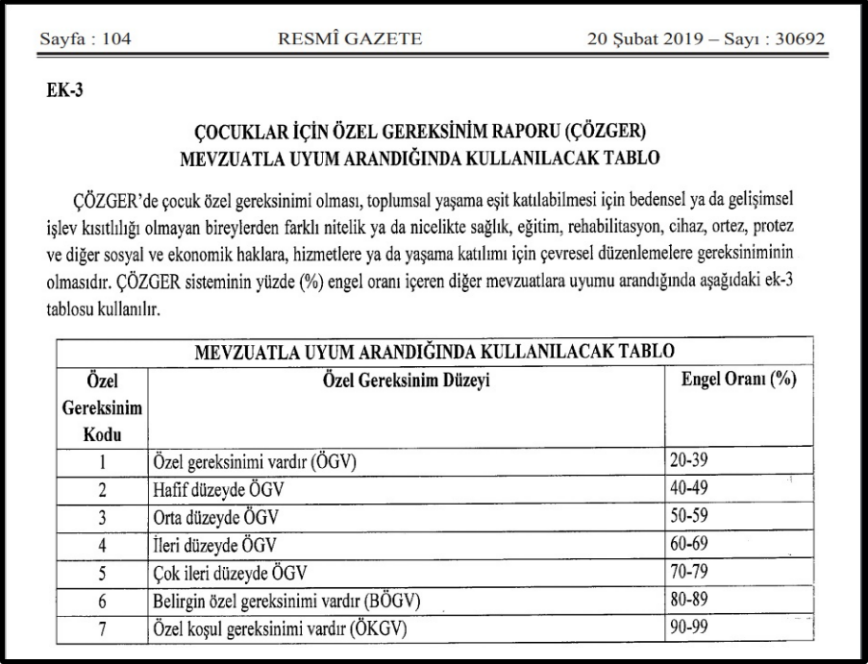 Sayfa : 104 RESMÎ GAZETE 20 Şubat 2019 – Sayı : 30692
EK-3
ÇOCUKLAR İÇİN ÖZEL GEREKSİNİM RAPORU (ÇÖZGER)
MEVZUATLA UYUM ARANDIĞINDA KULLANILACAK TABLO
ÇÖZGER’de çocuk özel gereksinimi olması, toplumsal yaşama eşit katılabilmesi için bedensel ya da gelişimsel
işlev kısıtlılığı olmayan bireylerden farklı nitelik ya da nicelikte sağlık, eğitim, rehabilitasyon, cihaz, ortez, protez
ve diğer sosyal ve ekonomik haklara, hizmetlere ya da yaşama katılımı için çevresel düzenlemelere gereksiniminin
olmasıdır. ÇÖZGER sisteminin yüzde (%) engel oranı içeren diğer mevzuatlara uyumu arandığında aşağıdaki ek-3
tablosu kullanılır.
MEVZUATLA UYUM ARANDIĞINDA KULLANILACAK TABLO
Özel Gereksinim Kodu Özel Gereksinim Düzeyi Engel Oranı (%)
1 Özel gereksinimi vardır (ÖGV) 20-39
2 Hafif düzeyde ÖGV 40-49
3 Orta düzeyde ÖGV 50-59
4 İleri düzeyde ÖGV 60-69
5 Çok ileri düzeyde ÖGV 70-79
6 Belirgin özel gereksinimi vardır (BÖGV) 80-89
7 Özel koşul gereksinimi vardır (ÖKGV) 90-99